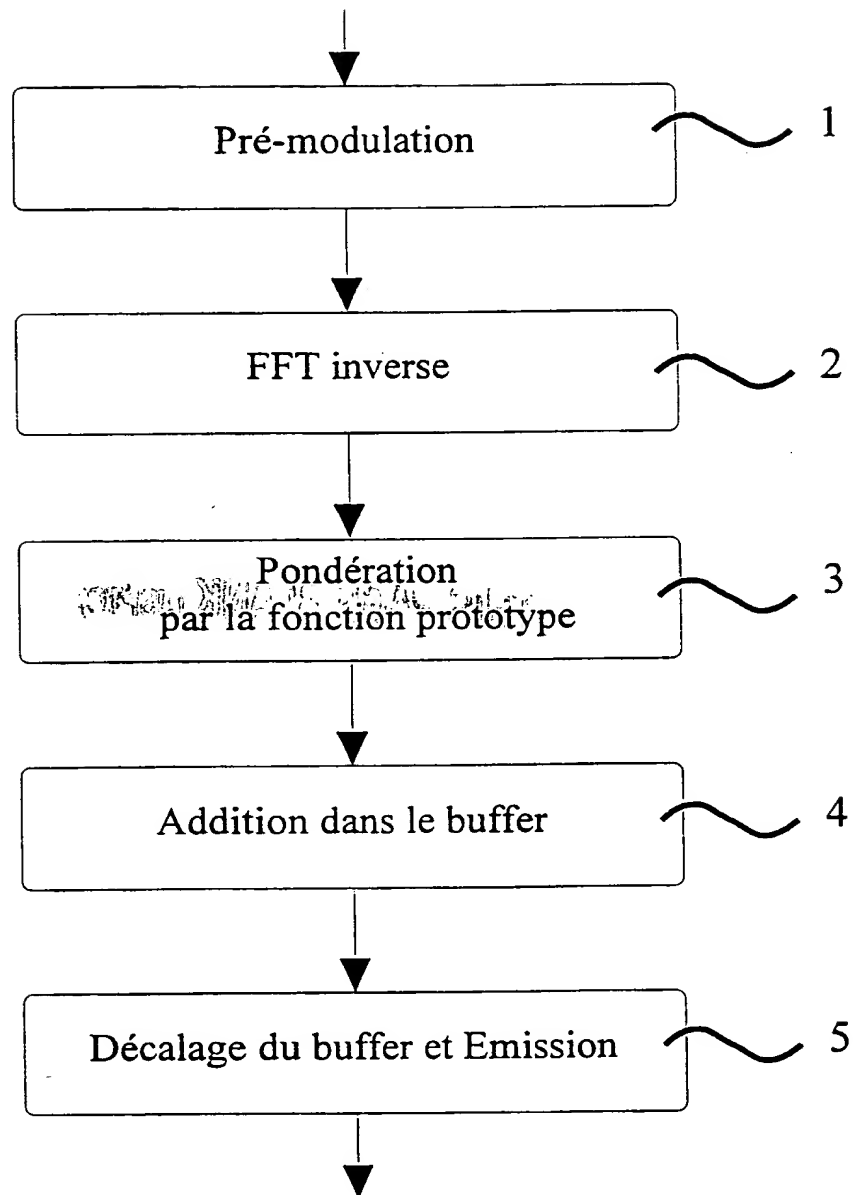 Pré-modulation
1
FFT inverse
2
Pondération
par la fonction prototype
3
Addition dans le buffer
4
Décalage du buffer et Emission
5